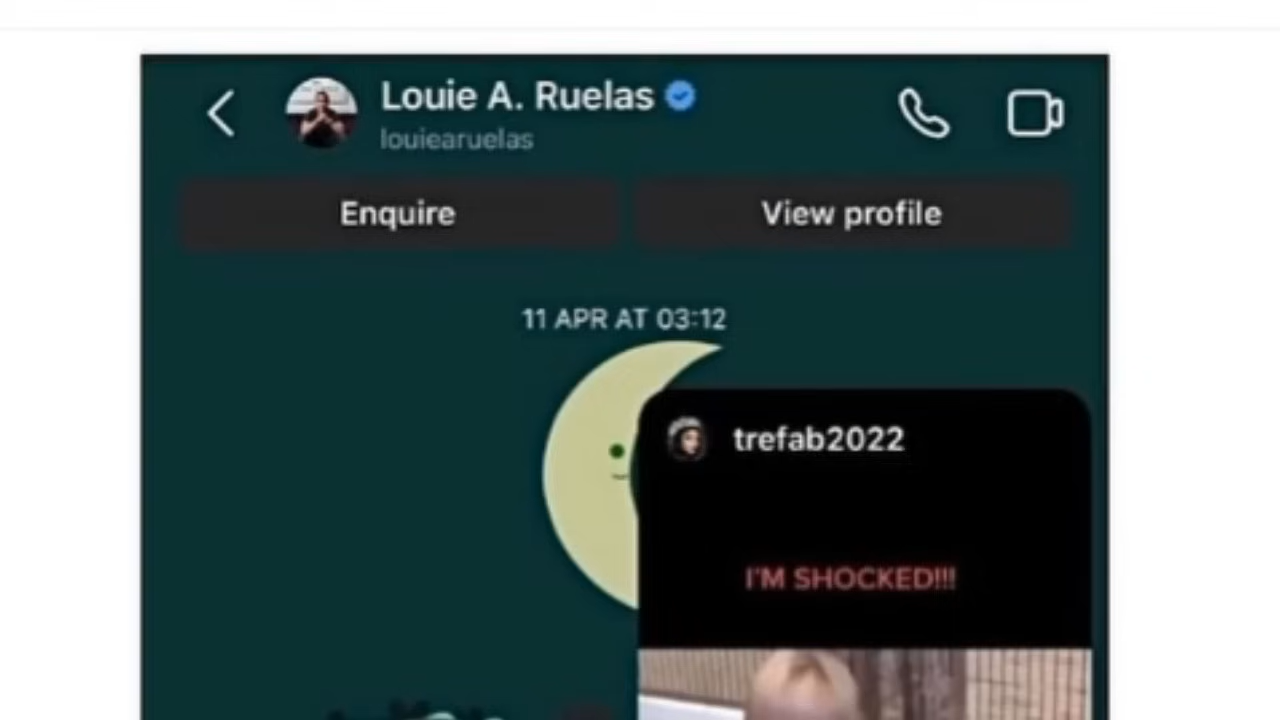 Louie A. Ruelas
louiearuelas
Enquire
View profile
11 APR AT 03:12
trefab2022
I'M SHOCKED!!!